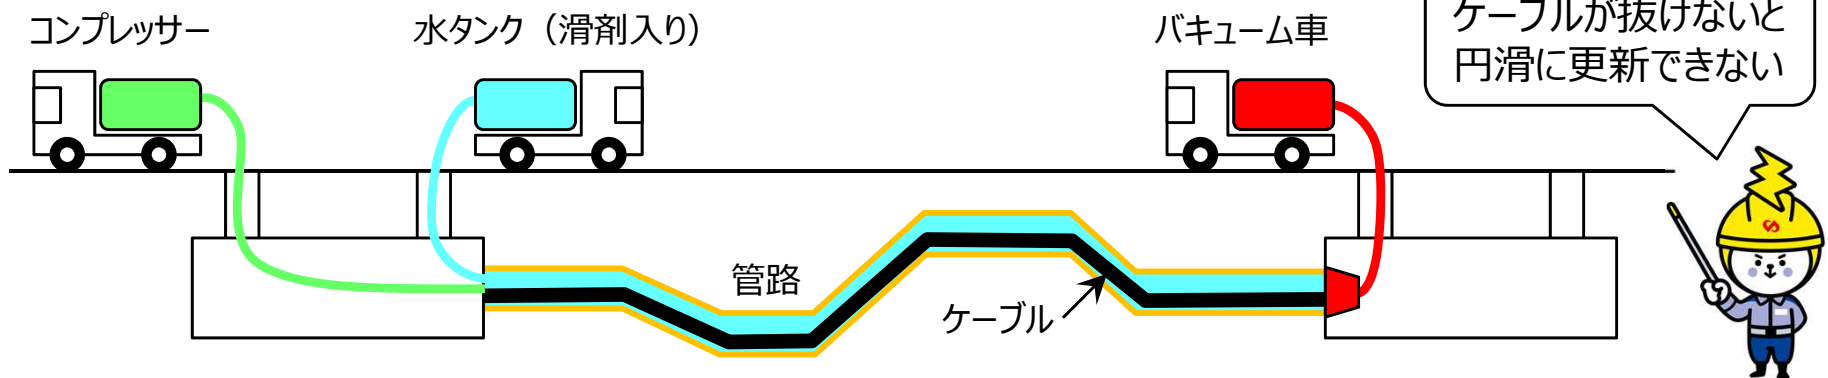 コンプレッサー
水タンク（滑剤入り）
バキューム車
ケーブルが抜けないと
円滑に更新できない
管路
ケーブル